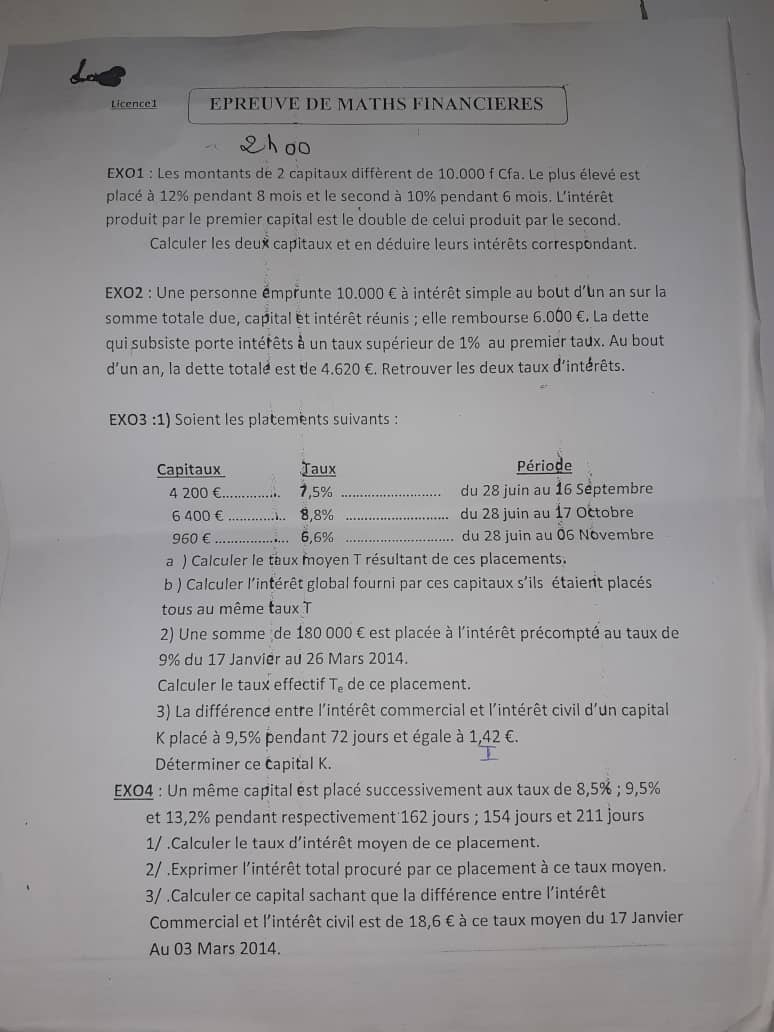 Licence1
EPREUVE DE MATHS FINANCIERES
2h00
EXO1 : Les montants de 2 capitaux diffèrent de 10.000 f Cfa. Le plus élevé est
placé à 12% pendant 8 mois et le second à 10% pendant 6 mois. L'intérêt
produit par le premier capital est le double de celui produit par le second.
Calculer les deux capitaux et en déduire leurs intérêts correspondant.
EXO2 : Une personne emprunte 10.000 € à intérêt simple au bout d'un an sur la
somme totale due, capital et intérêt réunis ; elle rembourse 6.000 €. La dette
qui subsiste porte intérêts à un taux supérieur de 1% au premier taux. Au bout
d'un an, la dette totale est de 4.620 €. Retrouver les deux taux d'intérêts.
EXO3 :1) Soient les platements suivants :
Capitaux Taux Période
4 200 €.............. 7,5% ......................... du 28 juin au 16 Septembre
6 400 € .............. 8,8% .......................... du 28 juin au 17 Octobre
960 € .................. 6,6% ........................... du 28 juin au 06 Novembre
a ) Calculer le taux moyen T résultant de ces placements.
b ) Calculer l'intérêt global fourni par ces capitaux s'ils étaient placés
tous au même taux T
2) Une somme de 180 000 € est placée à l'intérêt précompté au taux de
9% du 17 Janvier au 26 Mars 2014.
Calculer le taux effectif Te de ce placement.
3) La différence entre l'intérêt commercial et l'intérêt civil d'un capital
K placé à 9,5% pendant 72 jours et égale à 1,42 €.
I
Déterminer ce capital K.
EXO4 : Un même capital est placé successivement aux taux de 8,5% ; 9,5%
et 13,2% pendant respectivement 162 jours ; 154 jours et 211 jours
1/ .Calculer le taux d'intérêt moyen de ce placement.
2/ .Exprimer l'intérêt total procuré par ce placement à ce taux moyen.
3/ .Calculer ce capital sachant que la différence entre l'intérêt
Commercial et l'intérêt civil est de 18,6 € à ce taux moyen du 17 Janvier
Au 03 Mars 2014.